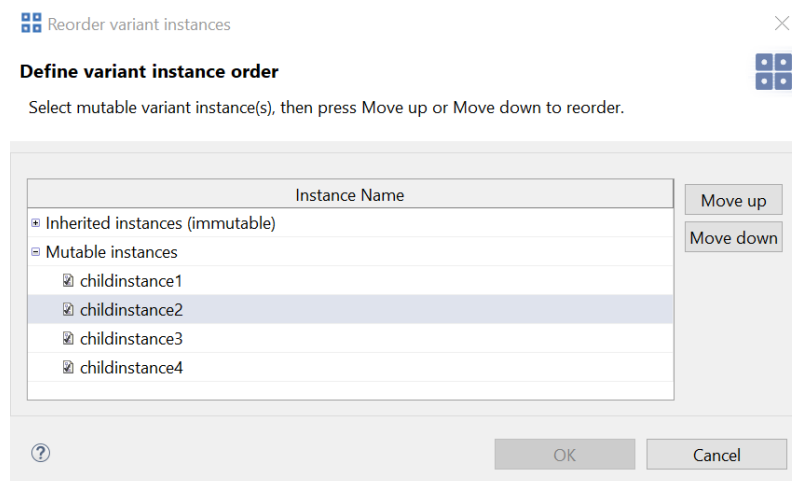 Reorder variant instances
Define variant instance order
Select mutable variant instance(s), then press Move up or Move down to reorder.
Instance Name
Move up
Inherited instances (immutable)
Move down
Mutable instances
childinstance1
childinstance2
childinstance3
childinstance4
?
OK
Cancel